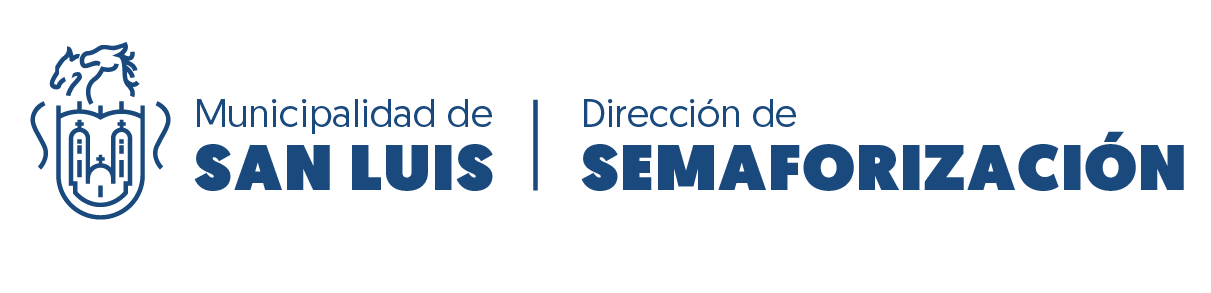 Municipalidad de
SAN LUIS
Dirección de
SEMAFORIZACIÓN